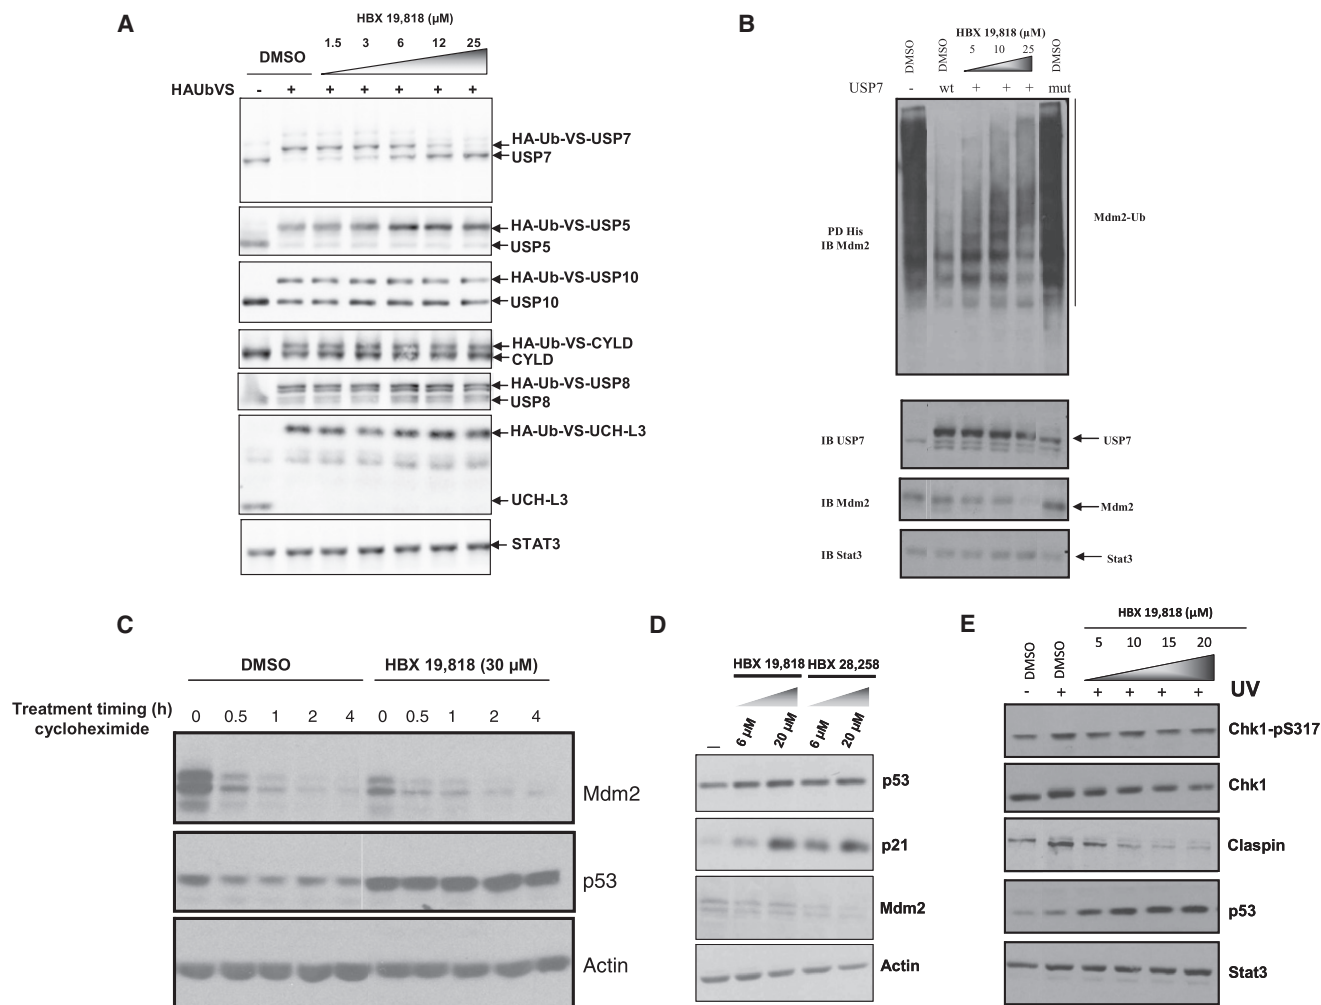 A
HBX 19,818 (µM)
DMSO
1.5 3 6 12 25
HAUbVS - + + + + + +
HA-Ub-VS-USP7
USP7
HA-Ub-VS-USP5
USP5
HA-Ub-VS-USP10
USP10
HA-Ub-VS-CYLD
CYLD
HA-Ub-VS-USP8
USP8
HA-Ub-VS-UCH-L3
UCH-L3
STAT3
B
HBX 19,818 (µM)
DMSO DMSO 5 10 25 DMSO
USP7 - wt + + + mut
PD His
IB Mdm2
Mdm2-Ub
IB USP7
USP7
IB Mdm2
Mdm2
IB Stat3
Stat3
C
DMSO HBX 19,818 (30 µM)
Treatment timing (h)
cycloheximide
0 0.5 1 2 4 0 0.5 1 2 4
Mdm2
p53
Actin
D
HBX 19,818 HBX 28,258
– 6 µM 20 µM 6 µM 20 µM
p53
p21
Mdm2
Actin
E
HBX 19,818 (µM)
DMSO DMSO 5 10 15 20
- + + + + + UV
Chk1-pS317
Chk1
Claspin
p53
Stat3